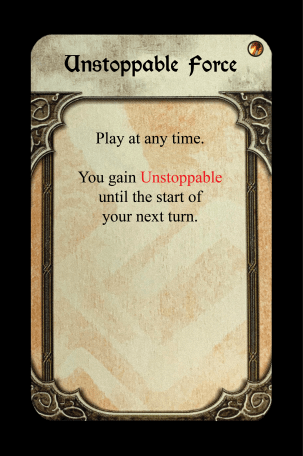 Unstoppable Force
Play at any time.
You gain Unstoppable
until the start of
your next turn.